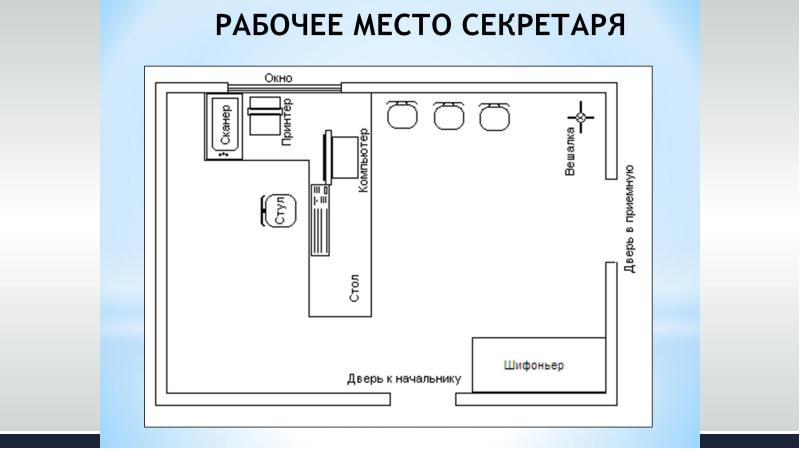 РАБОЧЕЕ МЕСТО СЕКРЕТАРЯ
Окно
Сканер
Принтер
Компьютер
Вешалка
Стул
Дверь в приемную
Стол
Шифоньер
Дверь к начальнику